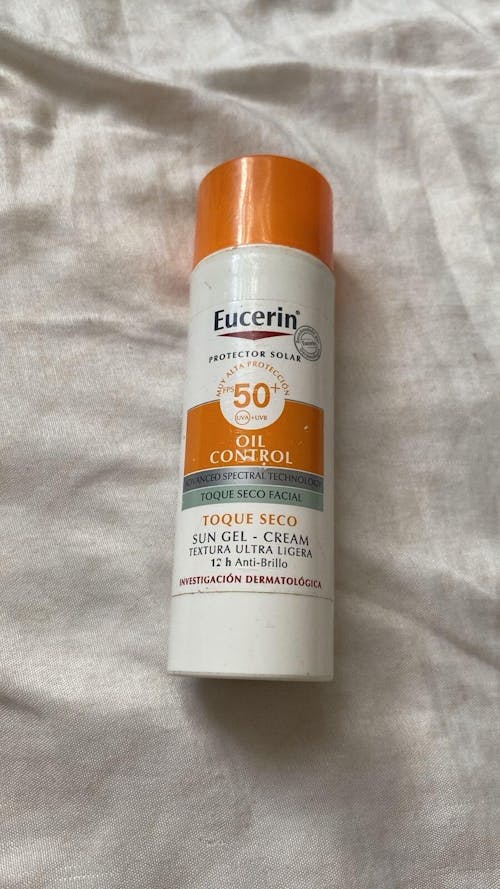 Eucerin®
PROTECTOR SOLAR
MUY ALTA PROTECCIÓN
FPS 50+
UVA+UVB
OIL
CONTROL
ADVANCED SPECTRAL TECHNOLOGY
TOQUE SECO FACIAL
TOQUE SECO
SUN GEL - CREAM
TEXTURA ULTRA LIGERA
12 h Anti-Brillo
INVESTIGACIÓN DERMATOLÓGICA